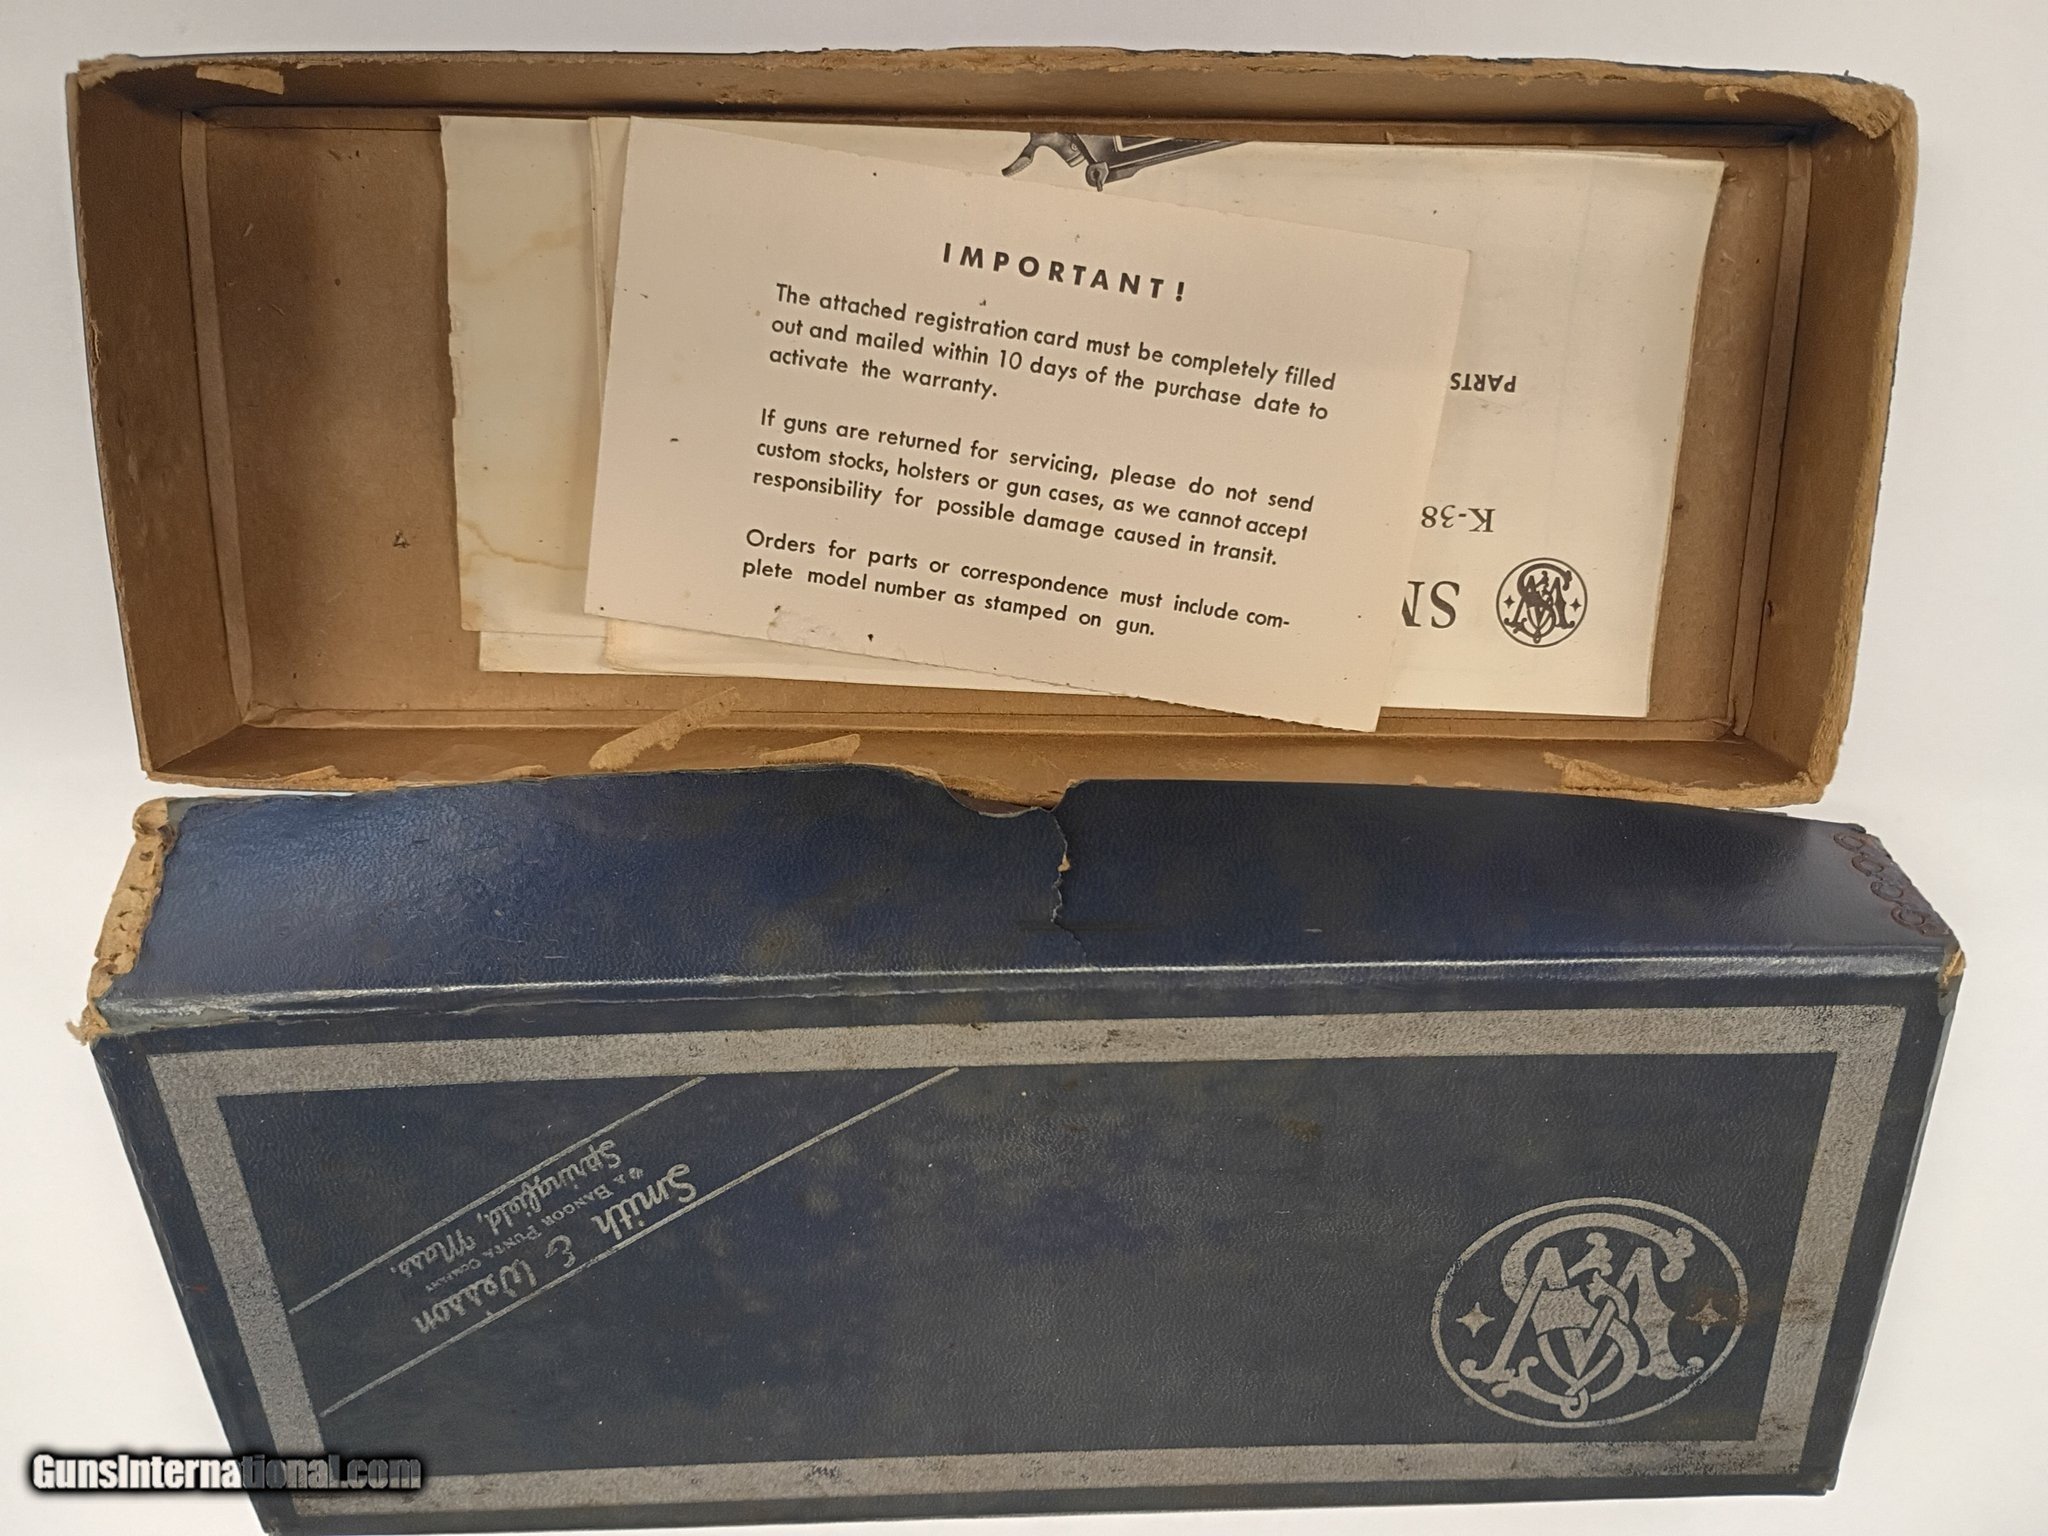 IMPORTANT!
The attached registration card must be completely filled
out and mailed within 10 days of the purchase date to
activate the warranty.
If guns are returned for servicing, please do not send
custom stocks, holsters or gun cases, as we cannot accept
responsibility for possible damage caused in transit.
Orders for parts or correspondence must include com-
plete model number as stamped on gun.
SM
K-38
PARTS
Smith & Wesson
A BANGOR PUNTA COMPANY
Springfield, Mass.
GunsInternational.com